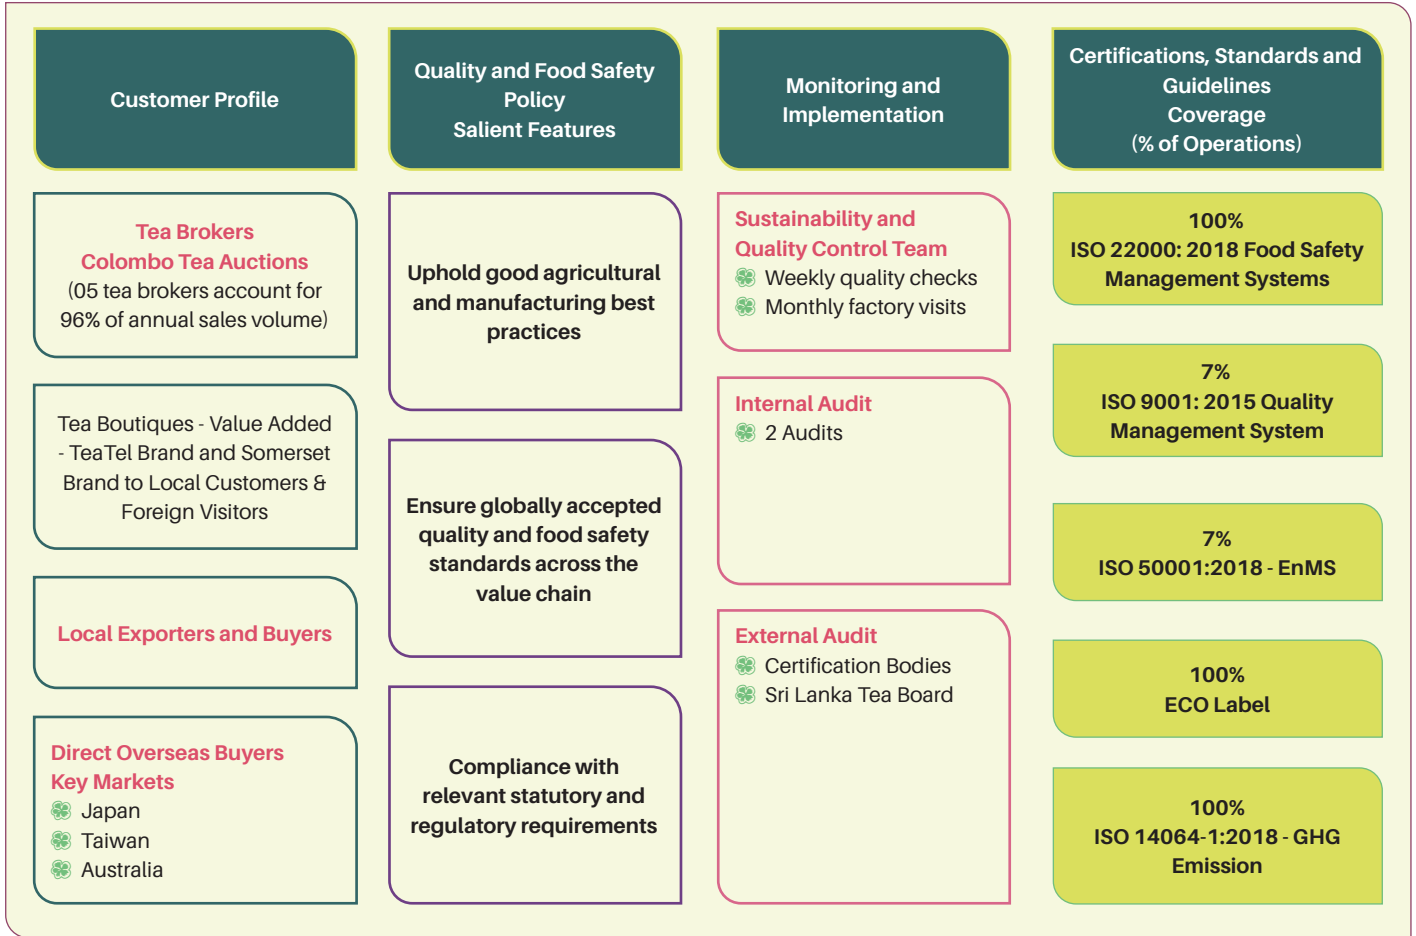 Customer Profile
Tea Brokers
Colombo Tea Auctions
(05 tea brokers account for
96% of annual sales volume)
Tea Boutiques - Value Added
- TeaTel Brand and Somerset
Brand to Local Customers &
Foreign Visitors
Local Exporters and Buyers
Direct Overseas Buyers
Key Markets
Japan
Taiwan
Australia
Quality and Food Safety
Policy
Salient Features
Uphold good agricultural
and manufacturing best
practices
Ensure globally accepted
quality and food safety
standards across the
value chain
Compliance with
relevant statutory and
regulatory requirements
Monitoring and
Implementation
Sustainability and
Quality Control Team
Weekly quality checks
Monthly factory visits
Internal Audit
2 Audits
External Audit
Certification Bodies
Sri Lanka Tea Board
Certifications, Standards and
Guidelines
Coverage
(% of Operations)
100%
ISO 22000: 2018 Food Safety
Management Systems
7%
ISO 9001: 2015 Quality
Management System
7%
ISO 50001:2018 - EnMS
100%
ECO Label
100%
ISO 14064-1:2018 - GHG
Emission